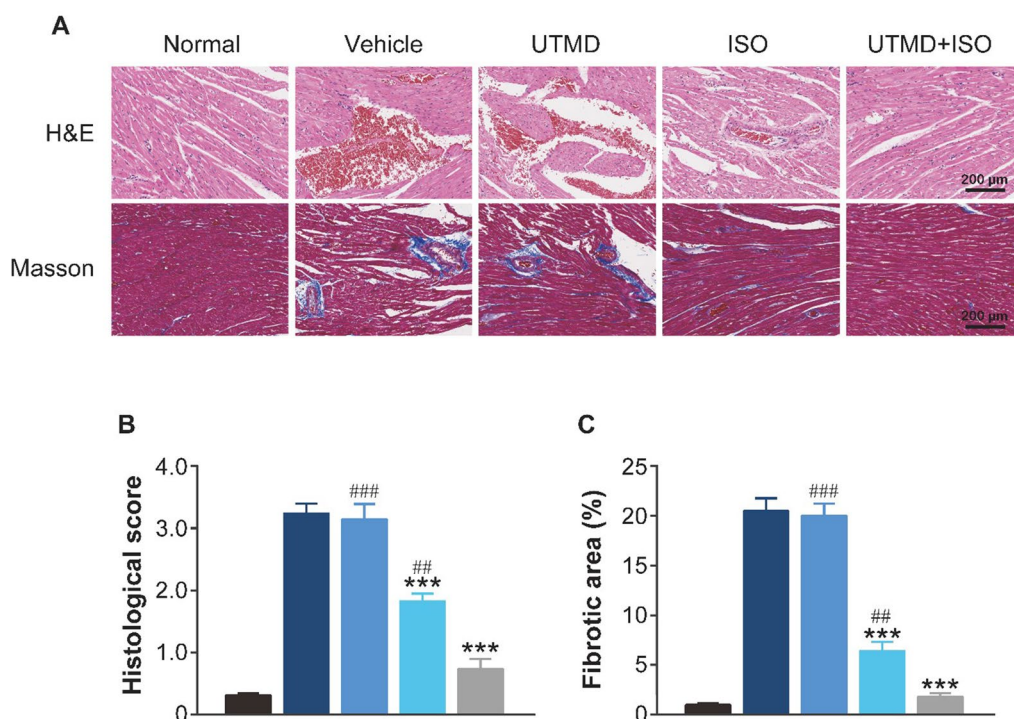 A
Normal Vehicle UTMD ISO UTMD+ISO
H&E
200 µm
Masson
200 µm
B
Histological score
4.0
3.0
2.0
1.0
0
###
##
***
***
C
Fibrotic area (%)
25
20
15
10
5
0
###
##
***
***